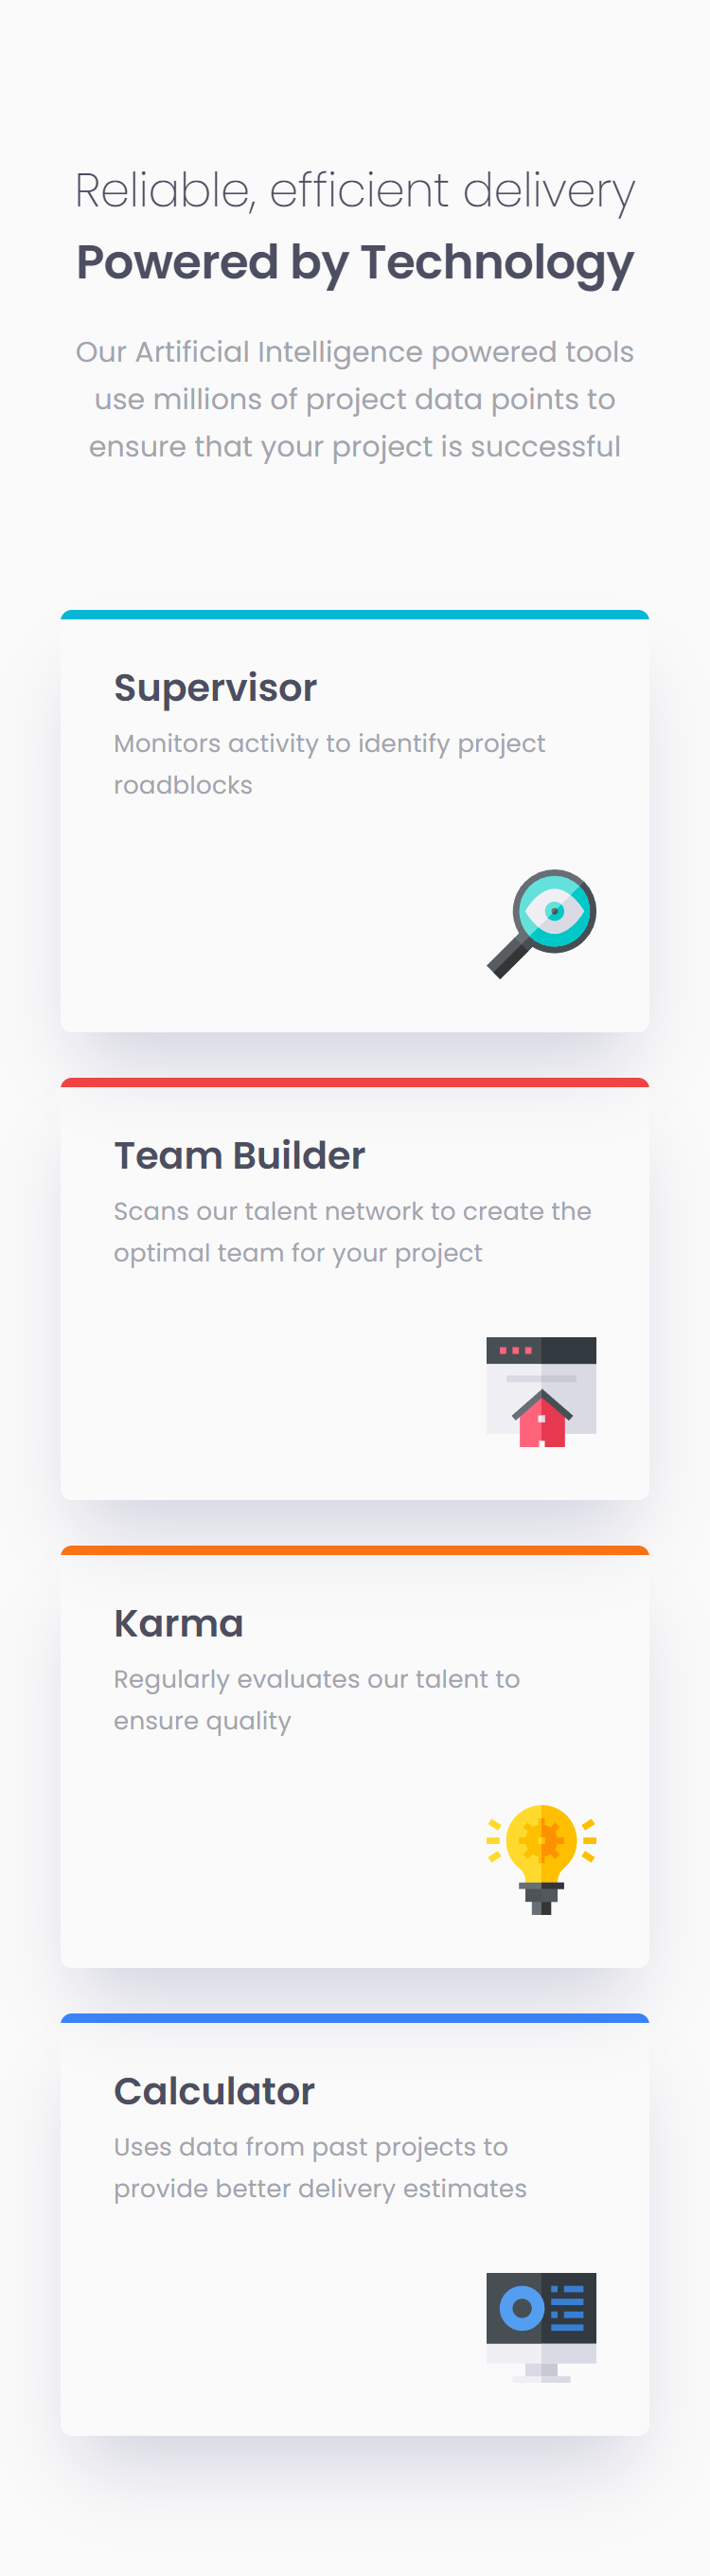 Reliable, efficient delivery
Powered by Technology
Our Artificial Intelligence powered tools
use millions of project data points to
ensure that your project is successful
Supervisor
Monitors activity to identify project
roadblocks
Team Builder
Scans our talent network to create the
optimal team for your project
Karma
Regularly evaluates our talent to
ensure quality
Calculator
Uses data from past projects to
provide better delivery estimates